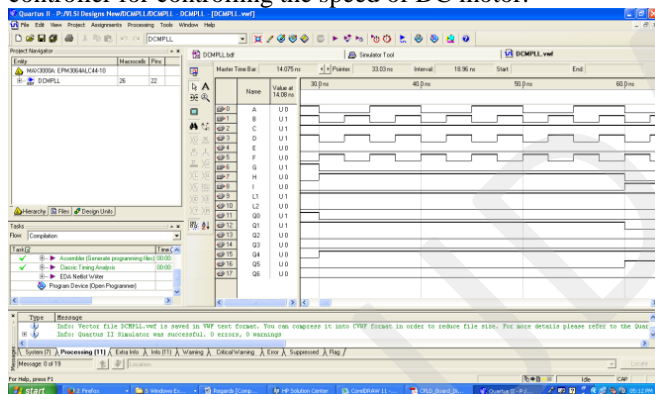 controller for controlling the speed of DC motor.
Quartus II - P:/VLSI Designs New/DCMPLL/DCMPLL - DCMPLL - [DCMPLL.vwf]
File Edit View Project Assignments Processing Tools Window Help
DCMPLL
Project Navigator
DCMPLL.bdf
Simulator Tool
DCMPLL.vwf
Entity Macrocells Pins
MAX3000A: EPM3064ALC44-10
DCMPLL 26 22
Master Time Bar: 14.075 ns Pointer: 33.03 ns Interval: 18.96 ns Start: End:
Name Value at 14.08 ns 30.0 ns 40.0 ns 50.0 ns 60.0 ns
0 A U 0
1 B U 1
2 C U 1
3 D U 1
4 E U 0
5 F U 0
6 G U 1
7 H U 0
8 I U 0
9 L1 U 1
10 L2 U 0
11 Q0 U 1
12 Q1 U 1
13 Q2 U 0
14 Q3 U 0
15 Q4 U 0
16 Q5 U 0
17 Q6 U 0
Hierarchy Files Design Units
Tasks
Flow: Compilation
Task Time
Assembler (Generate programming files) 00:00
Classic Timing Analysis 00:00
EDA Netlist Writer
Program Device (Open Programmer)
Type Message
Info: Vector file DCMPLL.vwf is saved in VWF text format. You can compress it into CVWF format in order to reduce file size. For more details please refer to the Quar
Info: Quartus II Simulator was successful. 0 errors, 0 warnings
System (7) Processing (11) Extra Info Info (11) Warning Critical Warning Error Suppressed Flag
Message: 0 of 19 Location: Locate
For Help, press F1 Idle CAP
start 2 Firefox 5 Windows Ex... HP Solution Center CorelDRAW 11 - ... 05:12 PM